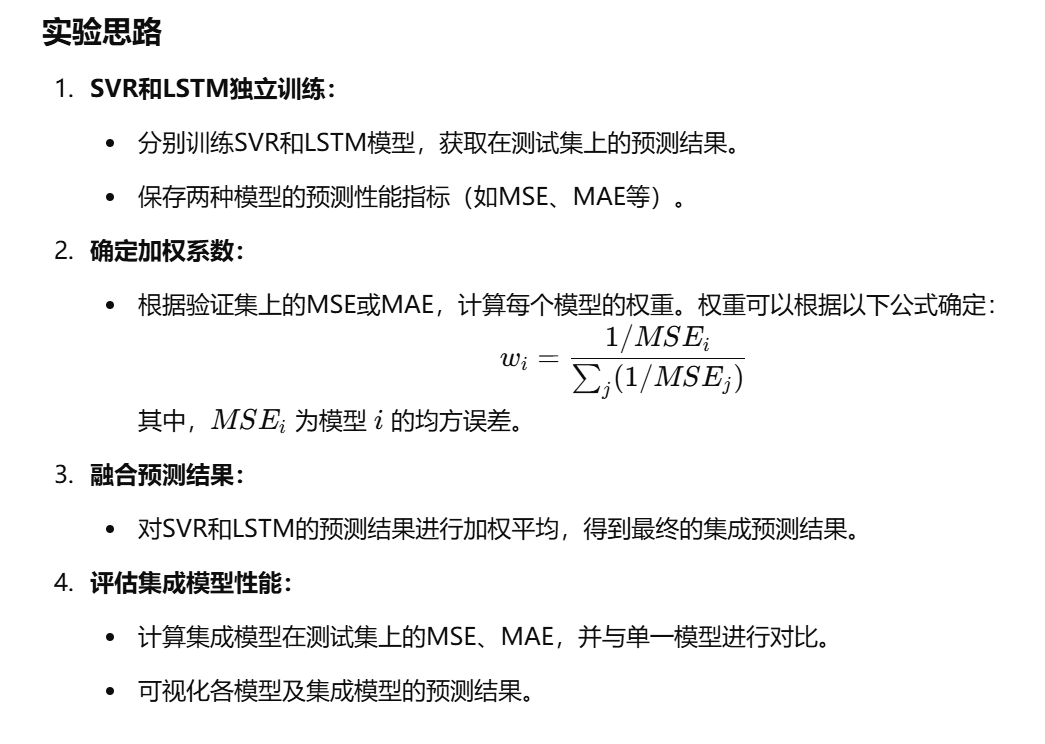 实验思路
1. SVR和LSTM独立训练：
• 分别训练SVR和LSTM模型，获取在测试集上的预测结果。
• 保存两种模型的预测性能指标（如MSE、MAE等）。
2. 确定加权系数：
• 根据验证集上的MSE或MAE，计算每个模型的权重。权重可以根据以下公式确定：
w_i = \frac{1/MSE_i}{\sum_j(1/MSE_j)}
其中，MSE_i 为模型 i 的均方误差。
3. 融合预测结果：
• 对SVR和LSTM的预测结果进行加权平均，得到最终的集成预测结果。
4. 评估集成模型性能：
• 计算集成模型在测试集上的MSE、MAE，并与单一模型进行对比。
• 可视化各模型及集成模型的预测结果。